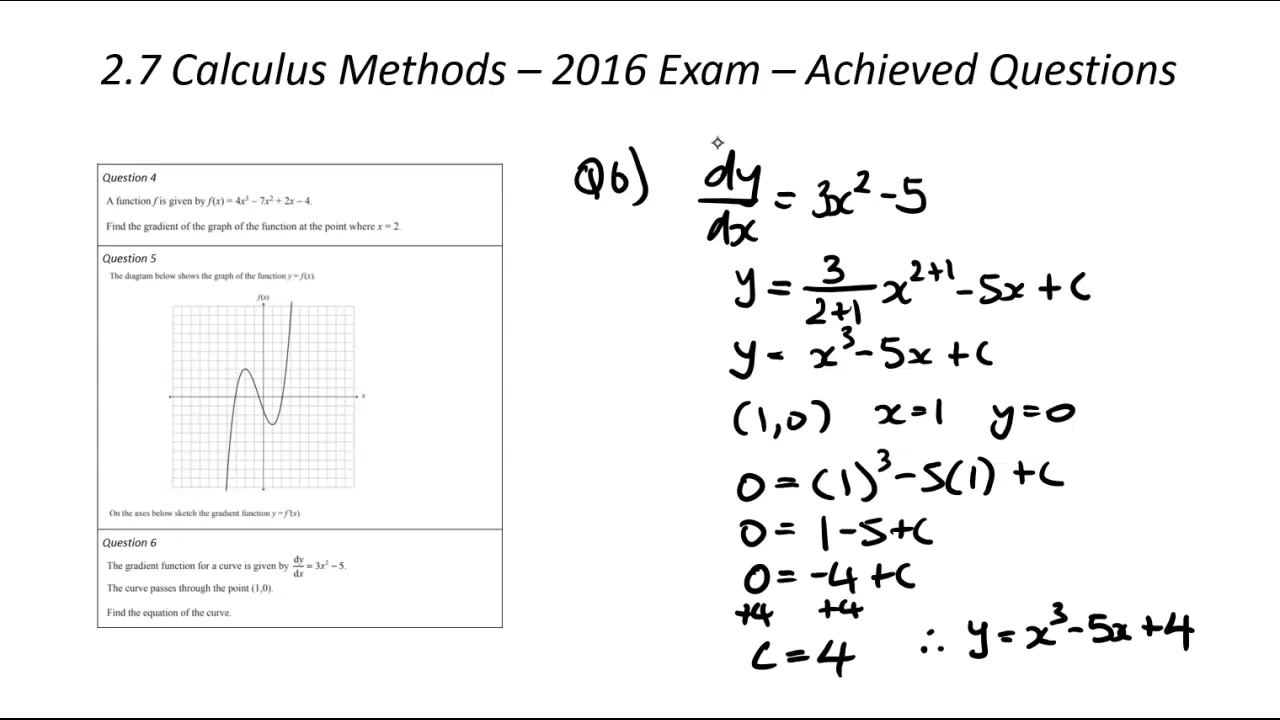 2.7 Calculus Methods – 2016 Exam – Achieved Questions
Question 4
A function f is given by f(x) = 4x³ – 7x² + 2x – 4.
Find the gradient of the graph of the function at the point where x = 2.
Question 5
The diagram below shows the graph of the function y = f(x).
f(x)
x
On the axes below sketch the gradient function y = f'(x).
Question 6
The gradient function for a curve is given by dy/dx = 3x² – 5.
The curve passes through the point (1,0).
Find the equation of the curve.
Q6) dy/dx = 3x² - 5
y = 3/(2+1) x²⁺¹ - 5x + c
y = x³ - 5x + c
(1,0) x=1 y=0
0 = (1)³ - 5(1) + c
0 = 1 - 5 + c
0 = -4 + c
+4 +4
c = 4 ∴ y = x³ - 5x + 4